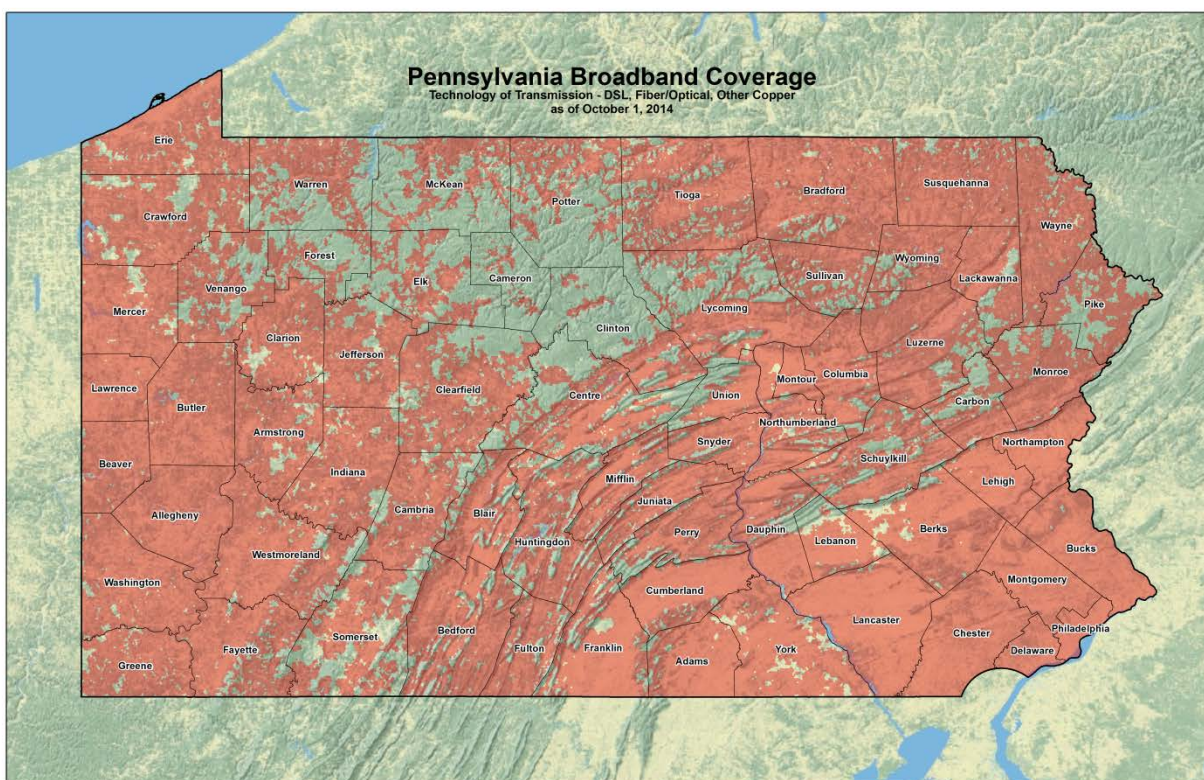 Pennsylvania Broadband Coverage
Technology of Transmission - DSL, Fiber/Optical, Other Copper
as of October 1, 2014
Erie
Warren
McKean
Potter
Tioga
Bradford
Susquehanna
Wayne
Crawford
Forest
Venango
Elk
Cameron
Sullivan
Wyoming
Lackawanna
Pike
Mercer
Clarion
Jefferson
Clinton
Lycoming
Luzerne
Lawrence
Butler
Clearfield
Centre
Union
Montour
Columbia
Monroe
Carbon
Armstrong
Northumberland
Northampton
Beaver
Indiana
Snyder
Schuylkill
Lehigh
Allegheny
Cambria
Blair
Mifflin
Juniata
Huntingdon
Perry
Dauphin
Lebanon
Berks
Bucks
Westmoreland
Washington
Cumberland
Montgomery
Greene
Fayette
Somerset
Bedford
Fulton
Franklin
Adams
York
Lancaster
Chester
Delaware
Philadelphia